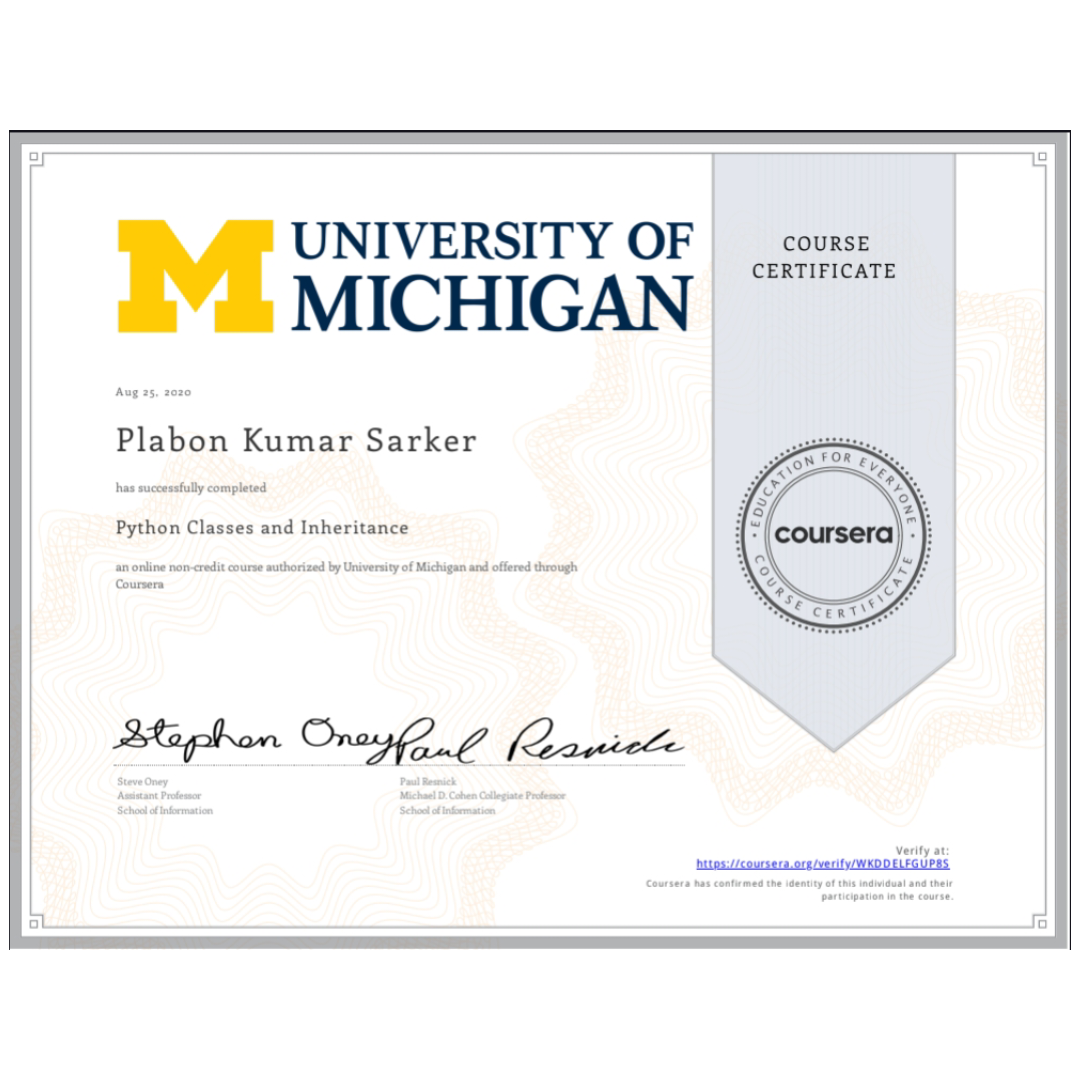 UNIVERSITY OF
MICHIGAN
COURSE
CERTIFICATE
Aug 25, 2020
Plabon Kumar Sarker
has successfully completed
Python Classes and Inheritance
an online non-credit course authorized by University of Michigan and offered through
Coursera
EDUCATION FOR EVERYONE
coursera
COURSE CERTIFICATE
Stephen Oney
Paul Resnick
Steve Oney
Assistant Professor
School of Information
Paul Resnick
Michael D. Cohen Collegiate Professor
School of Information
Verify at:
https://coursera.org/verify/WKDDELFGUP8S
Coursera has confirmed the identity of this individual and their
participation in the course.